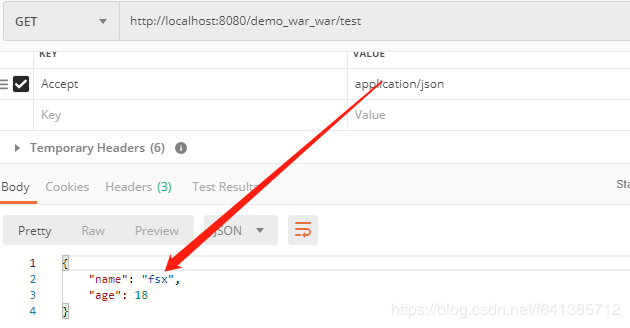 GET http://localhost:8080/demo_war_war/test
KEY VALUE
Accept application/json
Key Value
Temporary Headers (6)
Body Cookies Headers (3) Test Results Sta
Pretty Raw Preview JSON
1 {
2 "name": "fsx",
3 "age": 18
4 }
https://blog.csdn.net/f641385712